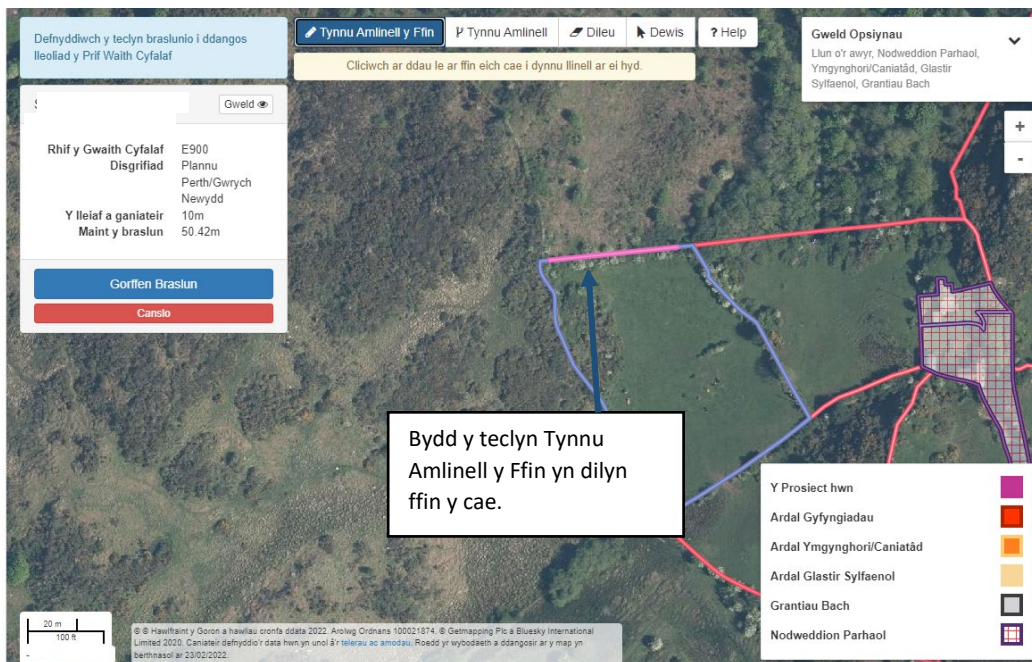 Defnyddiwch y teclyn braslunio i ddangos
lleoliad y Prif Waith Cyfalaf
Tynnu Amlinell y Ffin
Tynnu Amlinell
Dileu
Dewis
? Help
Cliciwch ar ddau le ar ffin eich cae i dynnu llinell ar ei hyd.
Gweld Opsiynau
Llun o'r awyr, Nodweddion Parhaol,
Ymgynghori/Caniatâd, Glastir
Sylfaenol, Grantiau Bach
+
-
Gweld
Rhif y Gwaith Cyfalaf E900
Disgrifiad Plannu
Perth/Gwrych
Newydd
Y lleiaf a ganiateir 10m
Maint y braslun 50.42m
Gorffen Braslun
Canslo
Bydd y teclyn Tynnu
Amlinell y Ffin yn dilyn
ffin y cae.
Y Prosiect hwn
Ardal Gyfyngiadau
Ardal Ymgynghori/Caniatâd
Ardal Glastir Sylfaenol
Grantiau Bach
Nodweddion Parhaol
20 m
100 ft
© ® Hawlfraint y Goron a hawliau cronfa ddata 2022. Arolwg Ordnans 100021874. © Getmapping Plc a Bluesky International
Limited 2020. Caniateir defnyddio'r data hwn yn unol â'r telerau ac amodau. Roedd yr wybodaeth a ddangosir ar y map yn
berthnasol ar 23/02/2022.